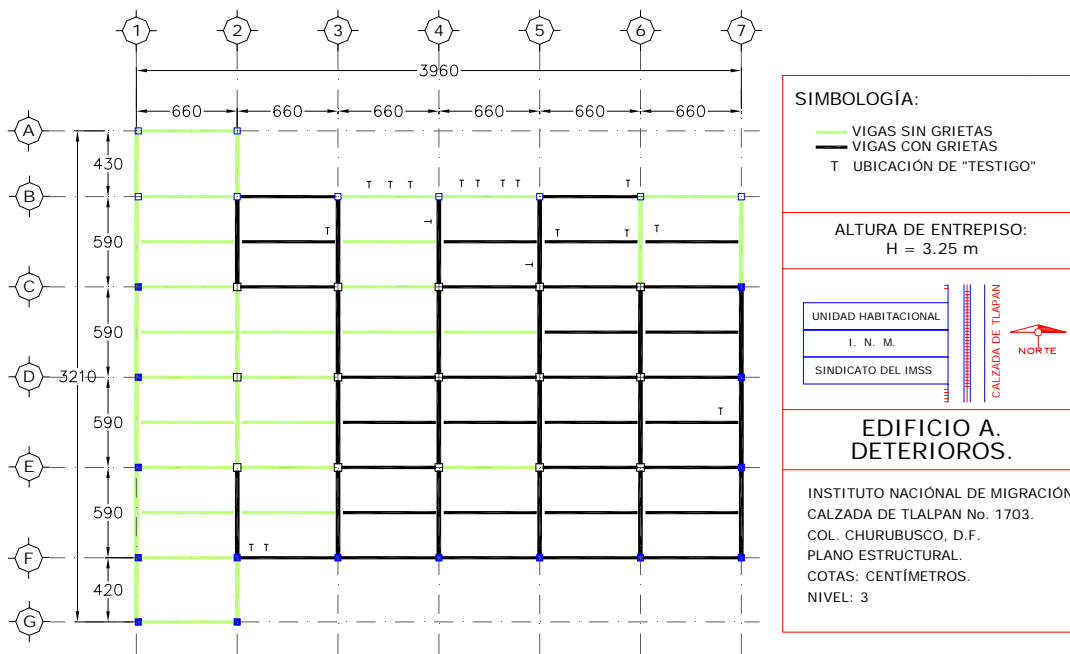 1 2 3 4 5 6 7
3960
660 660 660 660 660 660
A
430
B
T T T T T T T T
T
590
T T T T
T
C
590
D
3210
590
T
E
590
T T
F
420
G
SIMBOLOGÍA:
VIGAS SIN GRIETAS
VIGAS CON GRIETAS
T UBICACIÓN DE "TESTIGO"
ALTURA DE ENTREPISO:
H = 3.25 m
UNIDAD HABITACIONAL
I. N. M.
SINDICATO DEL IMSS
CALZADA DE TLALPAN
NORTE
EDIFICIO A.
DETERIOROS.
INSTITUTO NACIÓNAL DE MIGRACIÓN
CALZADA DE TLALPAN No. 1703.
COL. CHURUBUSCO, D.F.
PLANO ESTRUCTURAL.
COTAS: CENTÍMETROS.
NIVEL: 3